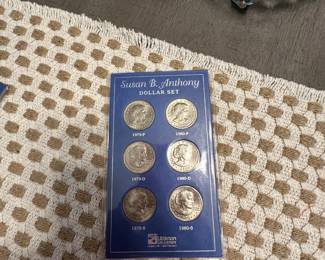 Susan B. Anthony
DOLLAR SET
1979-P 1980-P
1979-D 1980-D
1979-S 1980-S